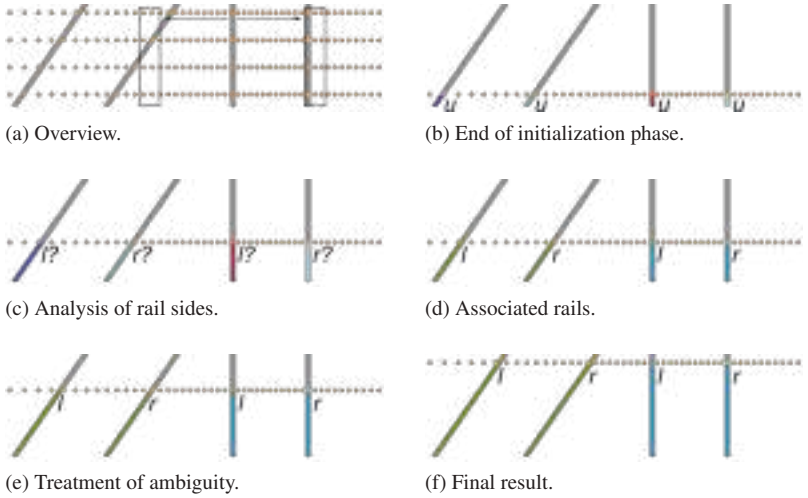 (a) Overview.
u u u u
(b) End of initialization phase.
l? r? l? r?
(c) Analysis of rail sides.
l r l r
(d) Associated rails.
l r l r
(e) Treatment of ambiguity.
l r l r
(f) Final result.